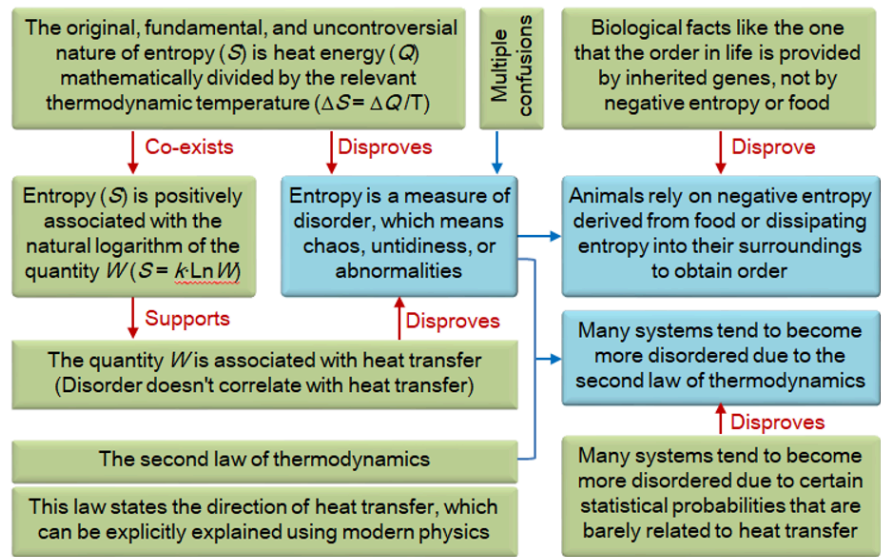 The original, fundamental, and uncontroversial
nature of entropy (S) is heat energy (Q)
mathematically divided by the relevant
thermodynamic temperature (ΔS = ΔQ/T)
Multiple
confusions
Biological facts like the one
that the order in life is provided
by inherited genes, not by
negative entropy or food
Co-exists
Disproves
Disprove
Entropy (S) is positively
associated with the
natural logarithm of the
quantity W (S = k·Ln W)
Entropy is a measure of
disorder, which means
chaos, untidiness, or
abnormalities
Animals rely on negative entropy
derived from food or dissipating
entropy into their surroundings
to obtain order
Supports
Disproves
The quantity W is associated with heat transfer
(Disorder doesn't correlate with heat transfer)
Many systems tend to become
more disordered due to the
second law of thermodynamics
Disproves
The second law of thermodynamics
This law states the direction of heat transfer, which
can be explicitly explained using modern physics
Many systems tend to become
more disordered due to certain
statistical probabilities that are
barely related to heat transfer